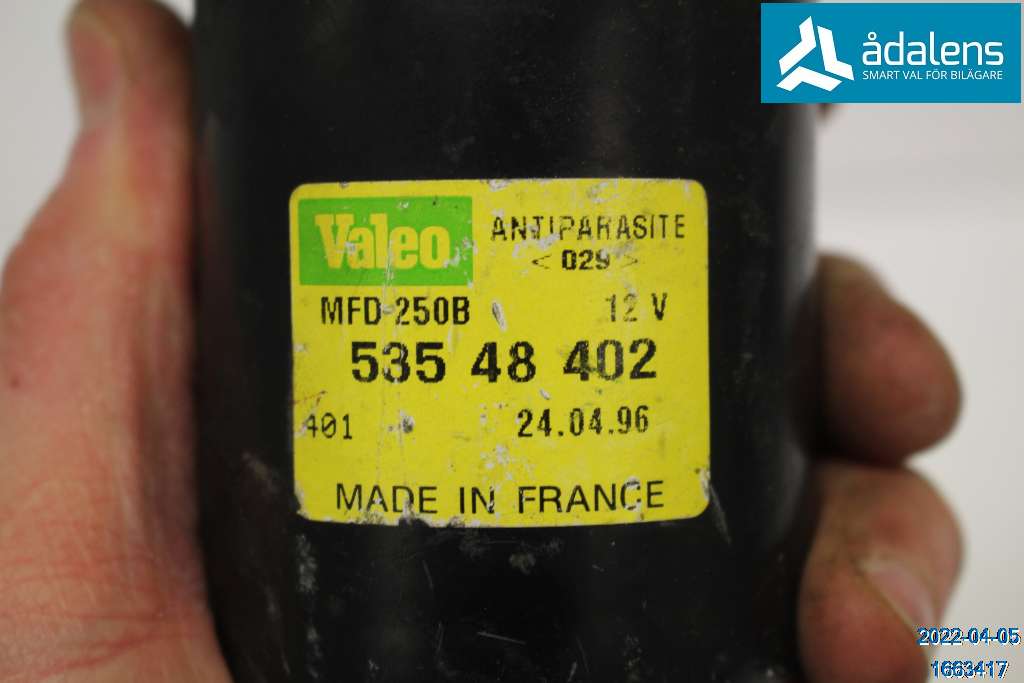 ådalens
SMART VAL FÖR BILÄGARE
Valeo
ANTIPARASITE
< 029 >
MFD 250B 12 V
535 48 402
401 24.04.96
MADE IN FRANCE
2022-04-05
1663417